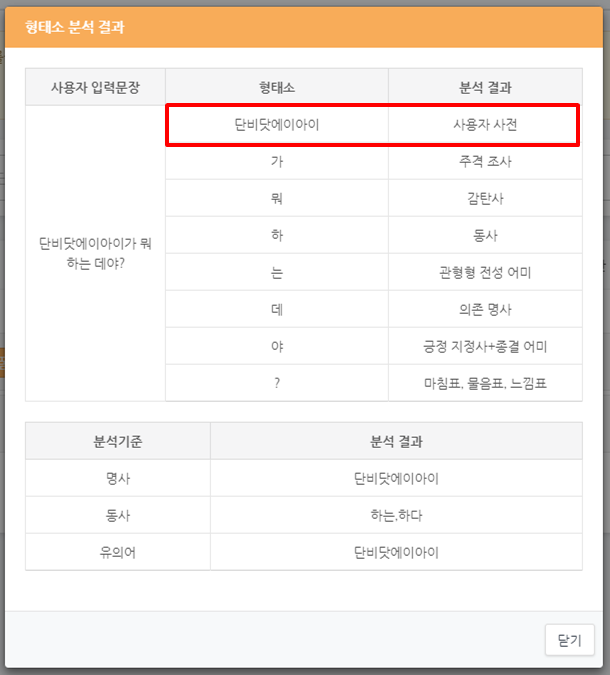 형태소 분석 결과
사용자 입력문장 형태소 분석 결과
단비닷에이아이 사용자 사전
가 주격 조사
뭐 감탄사
하 동사
단비닷에이아이가 뭐
하는 데야?
는 관형형 전성 어미
데 의존 명사
야 긍정 지정사+종결 어미
? 마침표, 물음표, 느낌표
분석기준 분석 결과
명사 단비닷에이아이
동사 하는,하다
유의어 단비닷에이아이
닫기